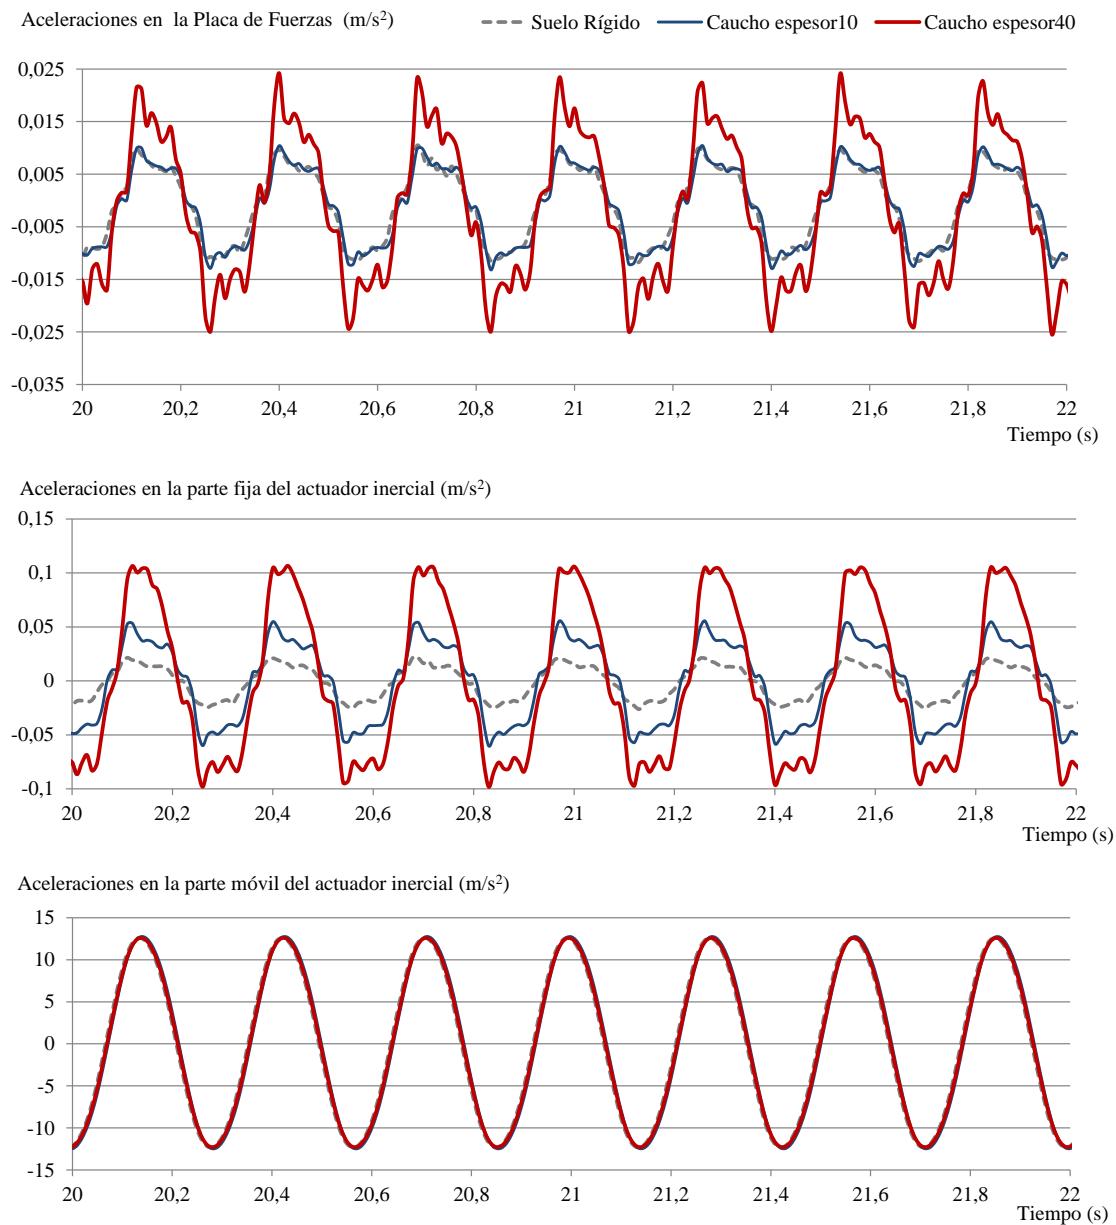 Aceleraciones en la Placa de Fuerzas (m/s²)
Suelo Rígido Caucho espesor10 Caucho espesor40
0,025
0,015
0,005
-0,005
-0,015
-0,025
-0,035
20 20,2 20,4 20,6 20,8 21 21,2 21,4 21,6 21,8 22
Tiempo (s)
Aceleraciones en la parte fija del actuador inercial (m/s²)
0,15
0,1
0,05
0
-0,05
-0,1
20 20,2 20,4 20,6 20,8 21 21,2 21,4 21,6 21,8 22
Tiempo (s)
Aceleraciones en la parte móvil del actuador inercial (m/s²)
15
10
5
0
-5
-10
-15
20 20,2 20,4 20,6 20,8 21 21,2 21,4 21,6 21,8 22
Tiempo (s)